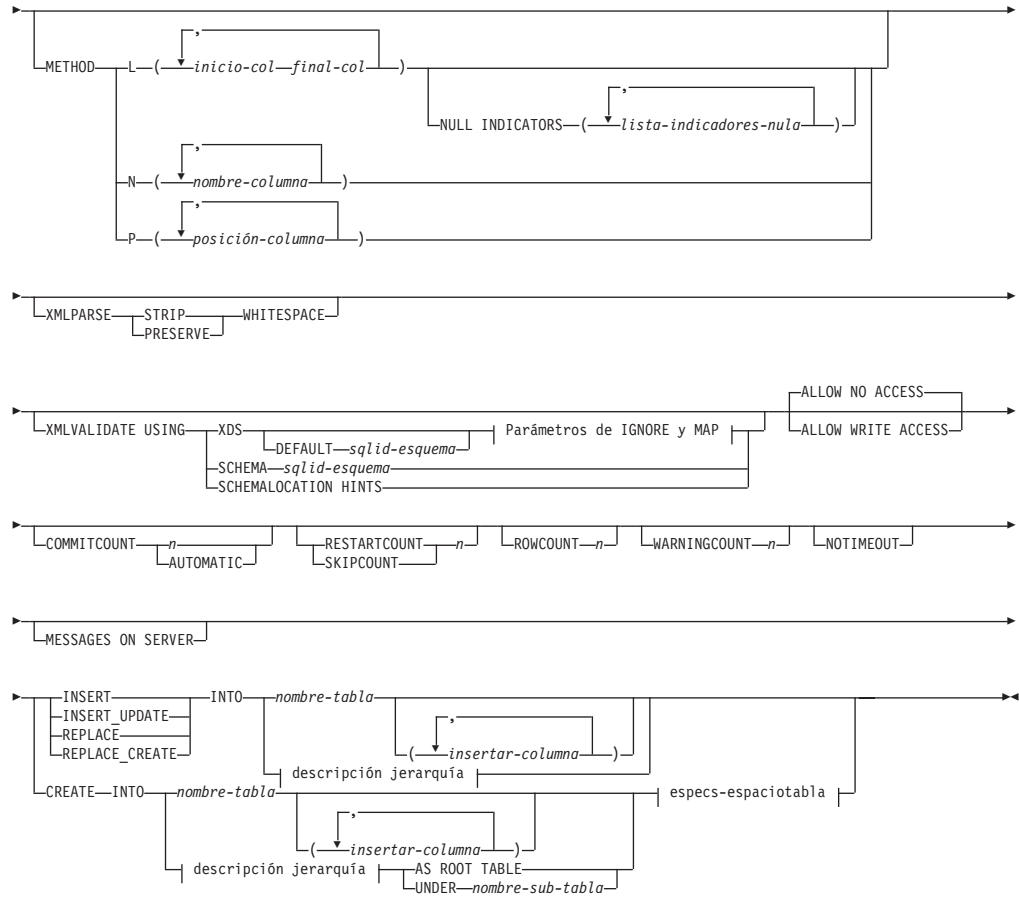 ,
METHOD L ( inicio-col final-col )
,
NULL INDICATORS ( lista-indicadores-nula )
,
N ( nombre-columna )
,
P ( posición-columna )
XMLPARSE STRIP WHITESPACE
PRESERVE
ALLOW NO ACCESS
XMLVALIDATE USING XDS Parámetros de IGNORE y MAP ALLOW WRITE ACCESS
DEFAULT sqlid-esquema
SCHEMA sqlid-esquema
SCHEMALOCATION HINTS
COMMITCOUNT n RESTARTCOUNT n ROWCOUNT n WARNINGCOUNT n NOTIMEOUT
AUTOMATIC SKIPCOUNT
MESSAGES ON SERVER
INSERT INTO nombre-tabla
INSERT_UPDATE ,
REPLACE
REPLACE_CREATE ( insertar-columna )
descripción jerarquía
CREATE INTO nombre-tabla especs-espaciotabla
,
( insertar-columna )
descripción jerarquía AS ROOT TABLE
UNDER nombre-sub-tabla